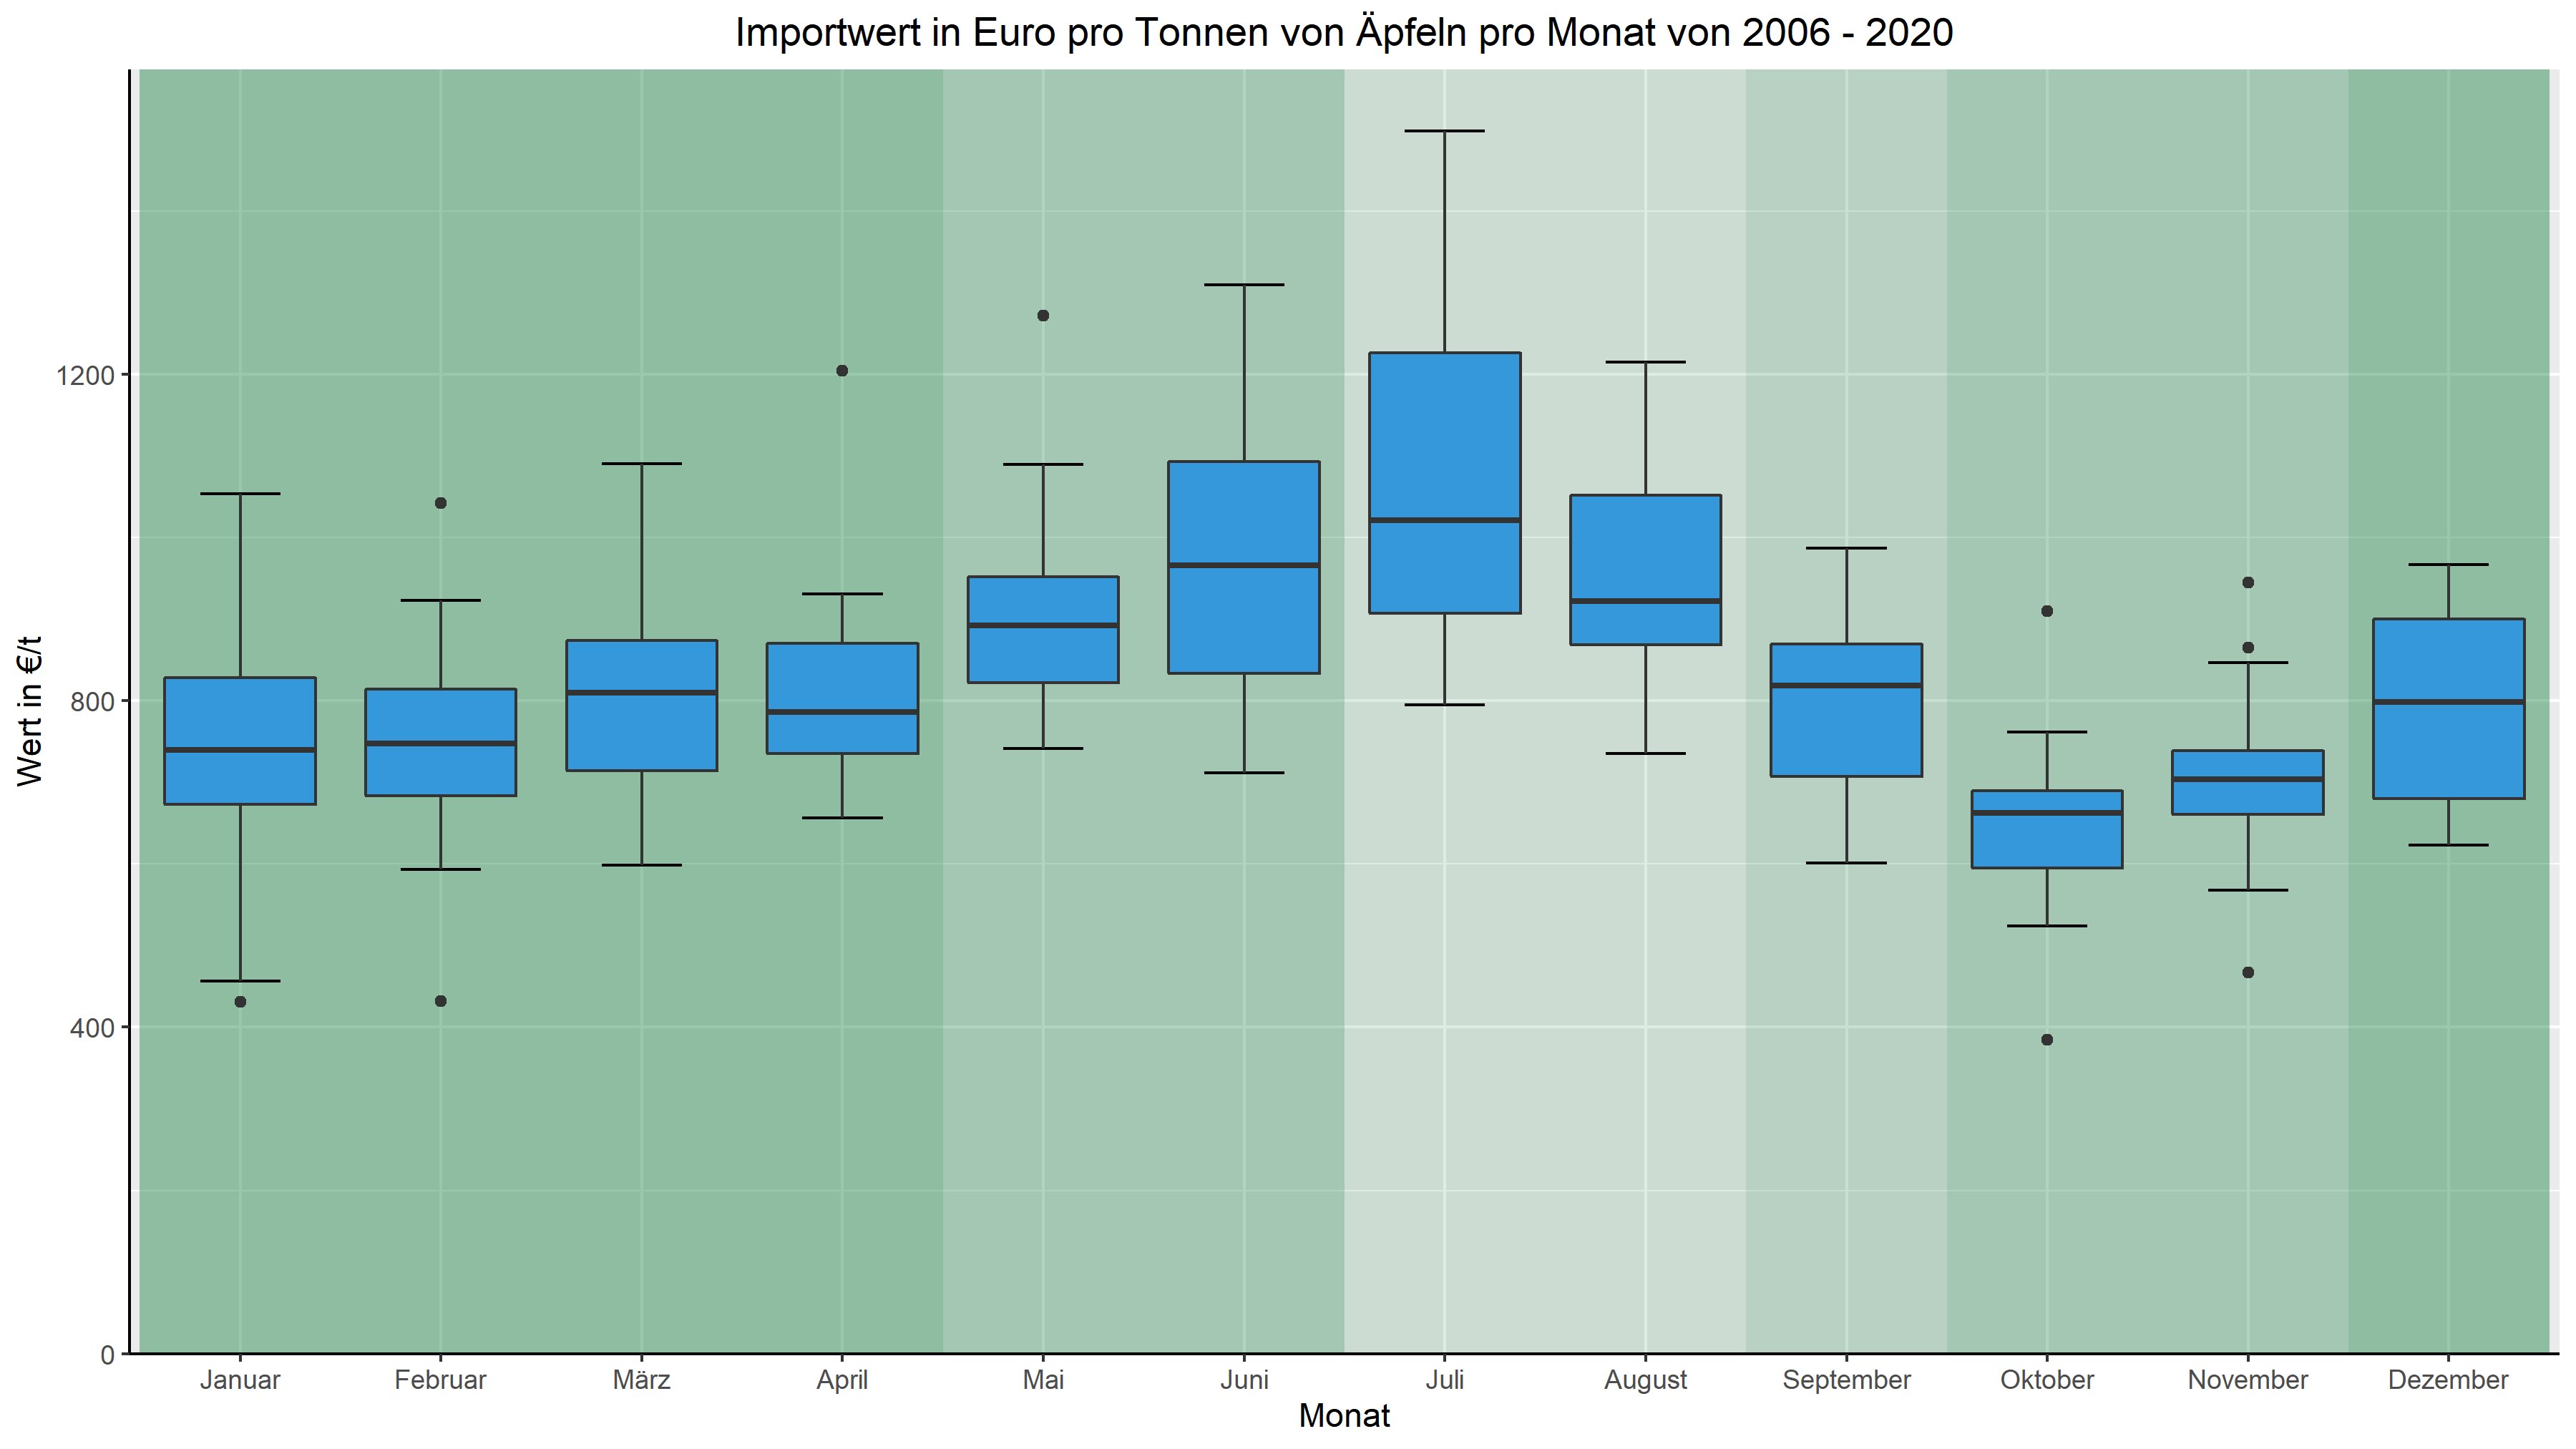 Importwert in Euro pro Tonnen von Äpfeln pro Monat von 2006 - 2020
Wert in €/t
1200
800
400
0
Januar Februar März April Mai Juni Juli August September Oktober November Dezember
Monat